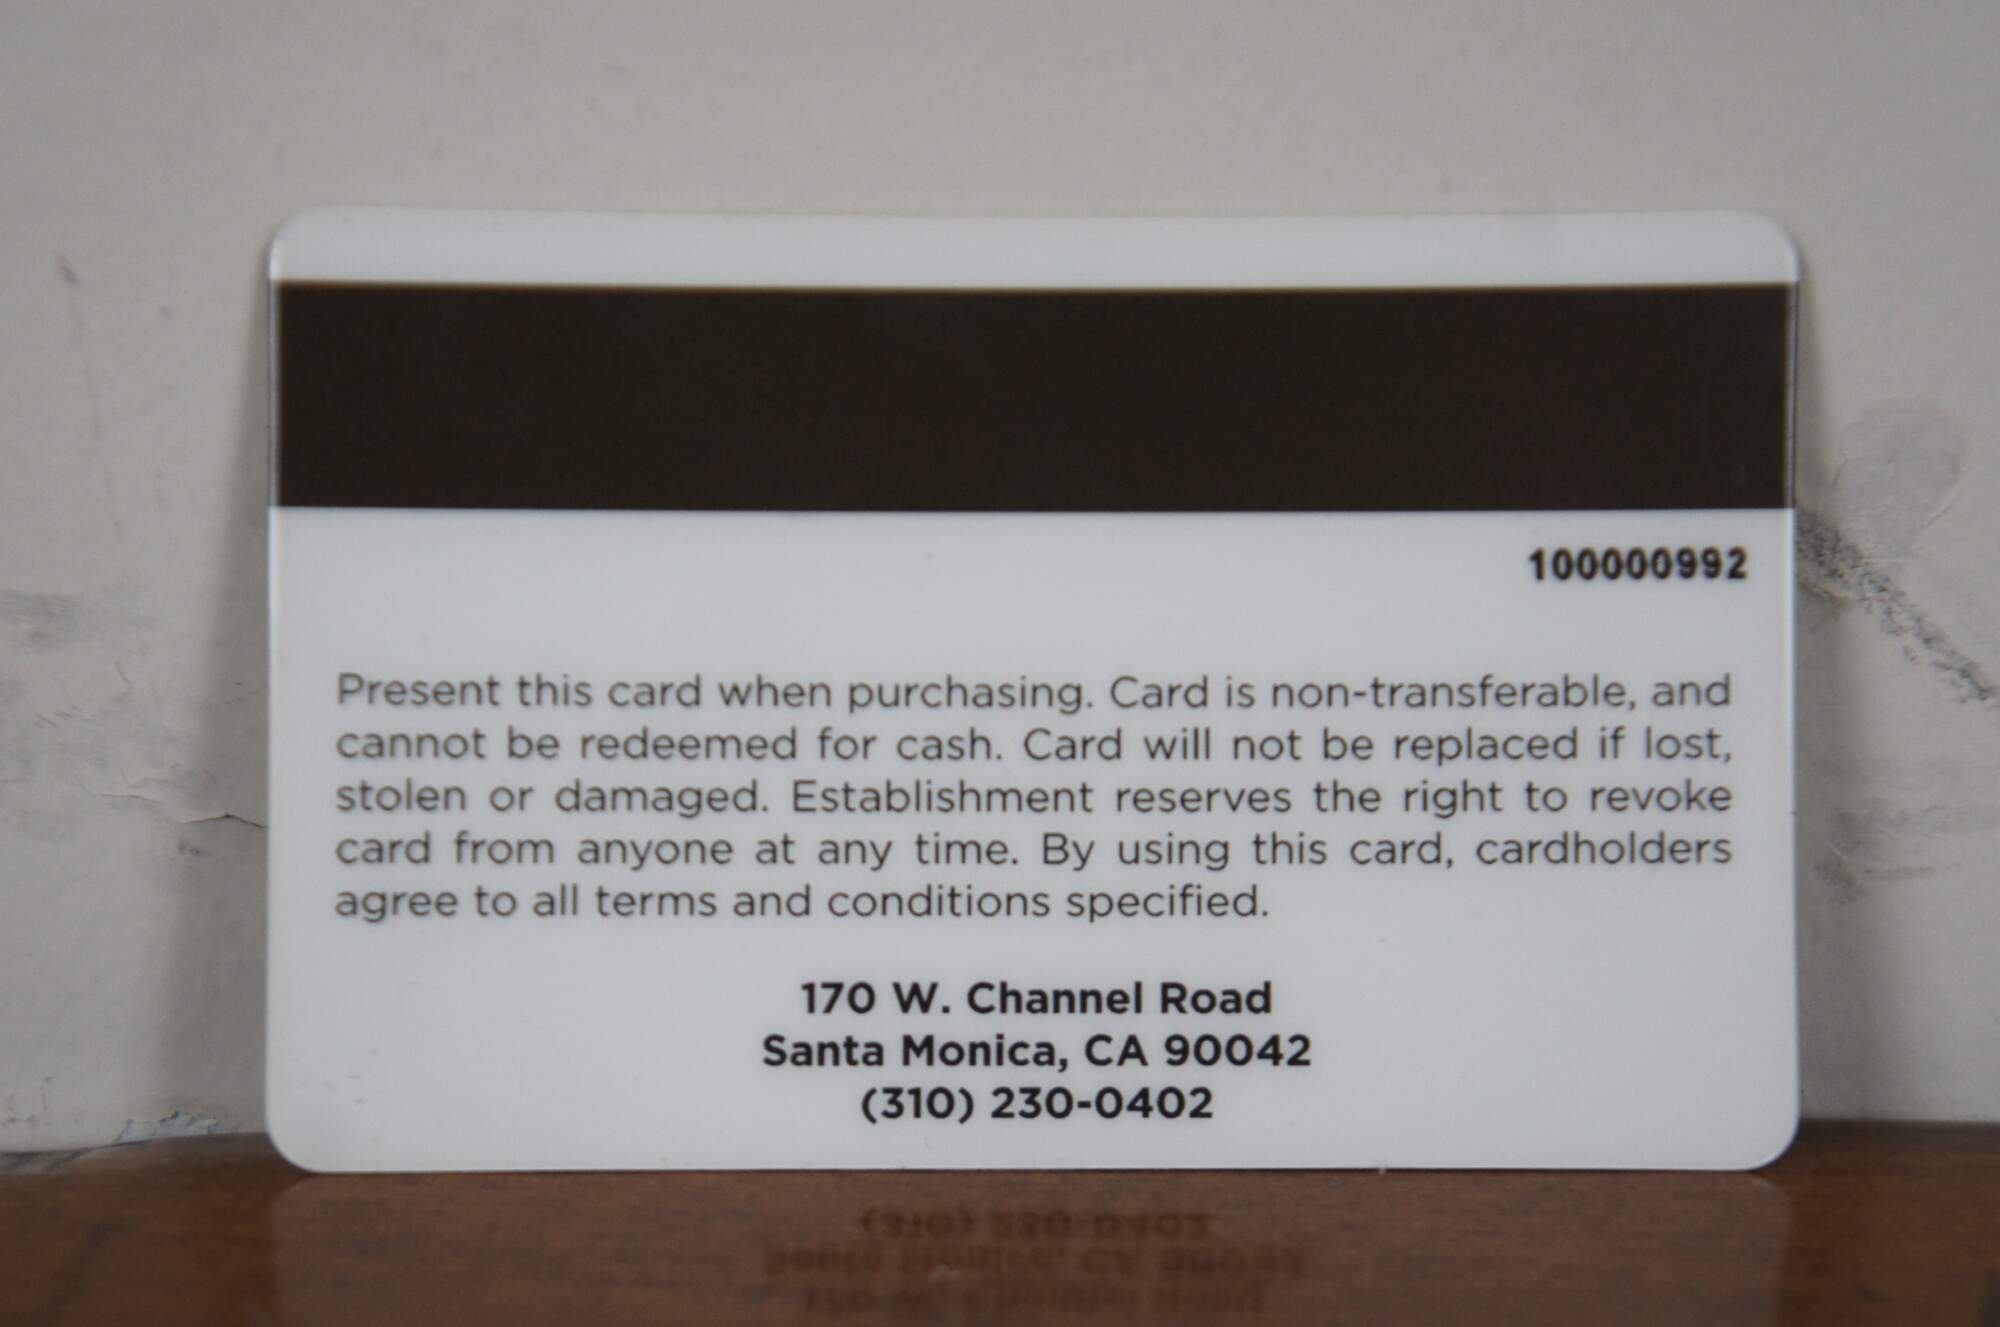 100000992
Present this card when purchasing. Card is non-transferable, and
cannot be redeemed for cash. Card will not be replaced if lost,
stolen or damaged. Establishment reserves the right to revoke
card from anyone at any time. By using this card, cardholders
agree to all terms and conditions specified.
170 W. Channel Road
Santa Monica, CA 90042
(310) 230-0402